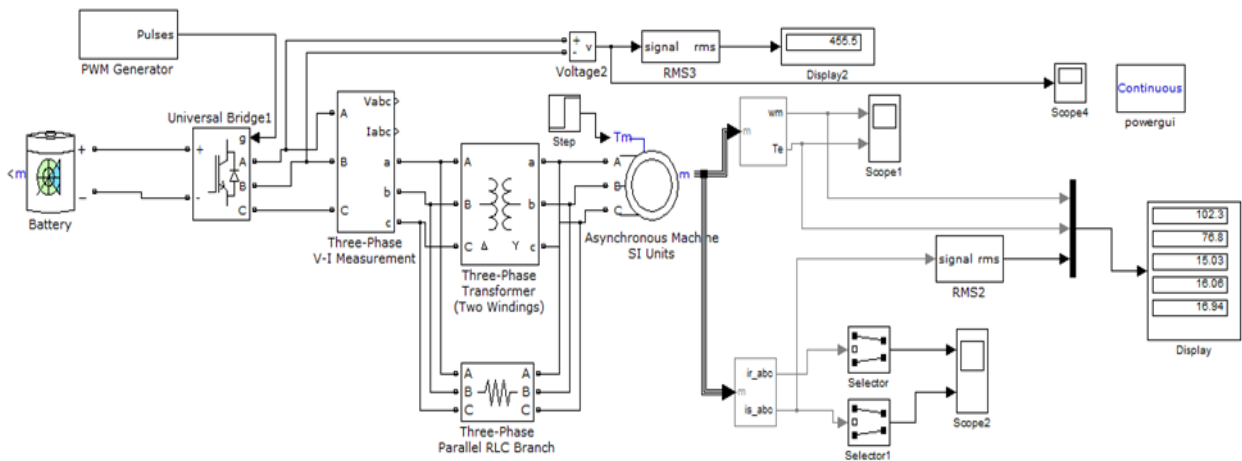 Pulses
PWM Generator
Universal Bridge1
g
+
-
A
B
C
<m
+
−
Battery
Vabc
Iabc
A
B
C
a
b
c
Three-Phase
V-I Measurement
A
B
C
a
b
c
Δ
Y
Three-Phase
Transformer
(Two Windings)
A
B
C
A
B
C
Three-Phase
Parallel RLC Branch
+
-
v
Voltage2
signal rms
RMS3
455.5
Display2
Scope4
Continuous
powergui
Step
Tm
A
B
C
m
Asynchronous Machine
SI Units
m
wm
Te
Scope1
signal rms
RMS2
102.3
76.8
15.03
16.06
16.94
Display
m
ir_abc
is_abc
Selector
Selector1
Scope2